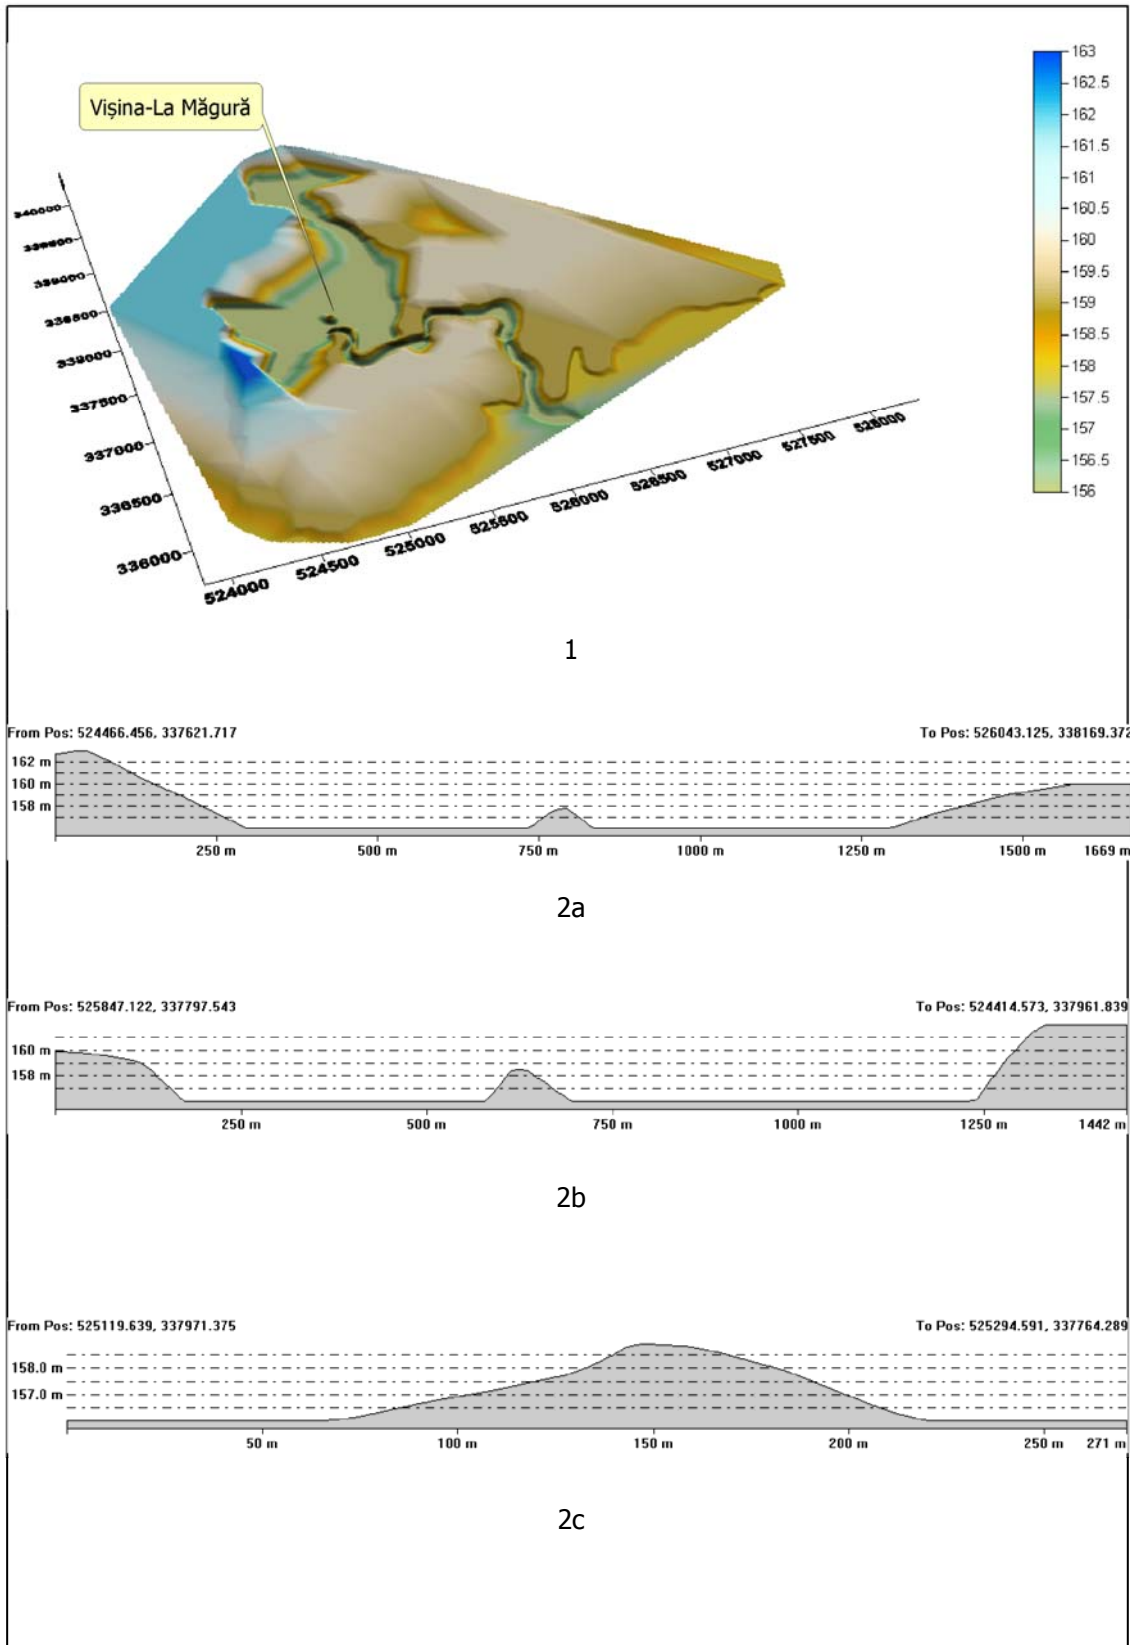 Vișina-La Măgură
163
162.5
162
161.5
161
160.5
160
159.5
159
158.5
158
157.5
157
156.5
156
340000
339500
339000
338500
338000
337500
337000
336500
336000
524000
524500
525000
525500
526000
526500
527000
527500
528000
1
From Pos: 524466.456, 337621.717 To Pos: 526043.125, 338169.372
162 m
160 m
158 m
250 m 500 m 750 m 1000 m 1250 m 1500 m 1669 m
2a
From Pos: 525847.122, 337797.543 To Pos: 524414.573, 337961.839
160 m
158 m
250 m 500 m 750 m 1000 m 1250 m 1442 m
2b
From Pos: 525119.639, 337971.375 To Pos: 525294.591, 337764.289
158.0 m
157.0 m
50 m 100 m 150 m 200 m 250 m 271 m
2c